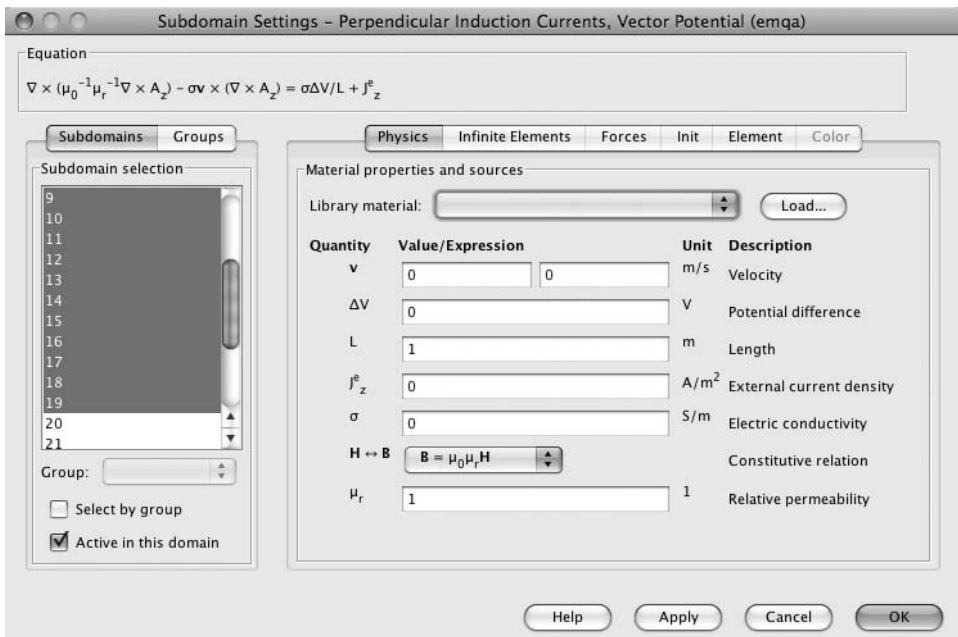 Subdomain Settings – Perpendicular Induction Currents, Vector Potential (emqa)
Equation
∇ × (μ₀⁻¹μᵣ⁻¹∇ × A_z) – σv × (∇ × A_z) = σΔV/L + Jᵉ_z
Subdomains Groups
Physics Infinite Elements Forces Init Element Color
Subdomain selection
9
10
11
12
13
14
15
16
17
18
19
20
21
Group:
Select by group
Active in this domain
Material properties and sources
Library material: Load...
Quantity Value/Expression Unit Description
v 0 0 m/s Velocity
ΔV 0 V Potential difference
L 1 m Length
Jᵉ_z 0 A/m² External current density
σ 0 S/m Electric conductivity
H ↔ B B = μ₀μᵣH Constitutive relation
μᵣ 1 1 Relative permeability
Help Apply Cancel OK